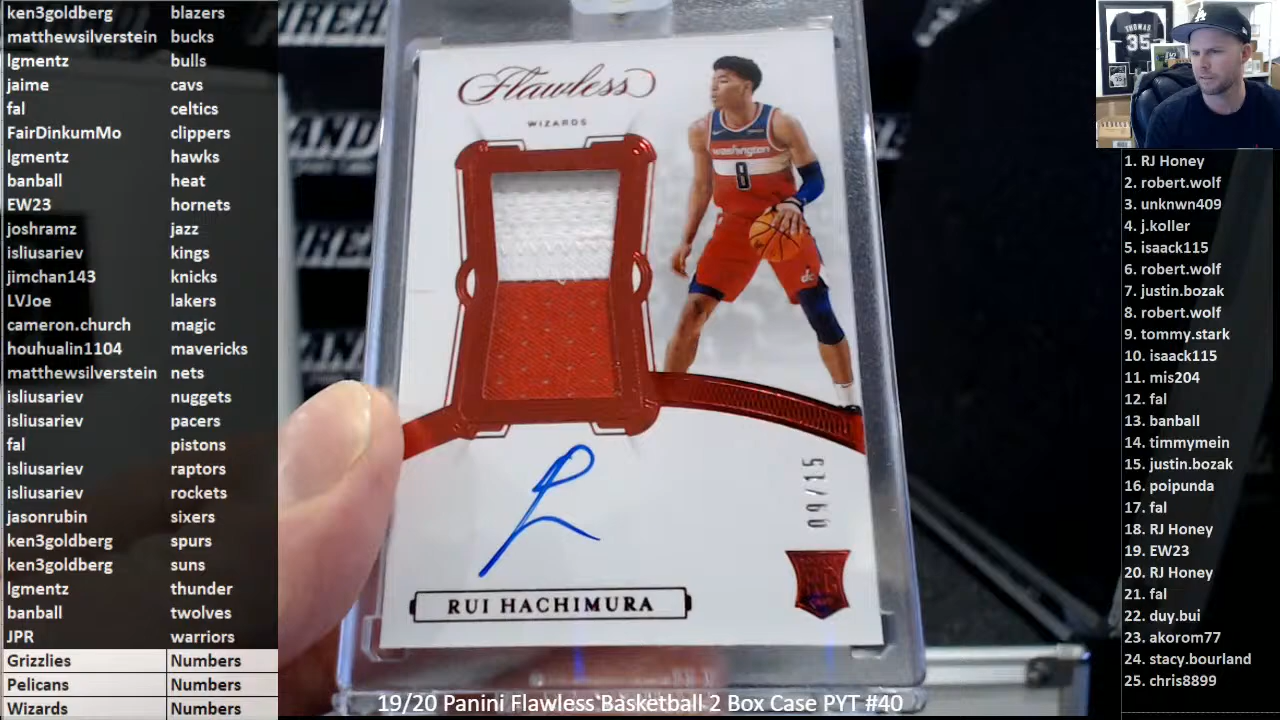 ken3goldberg blazers
matthewsilverstein bucks
lgmentz bulls
jaime cavs
fal celtics
FairDinkumMo clippers
lgmentz hawks
banball heat
EW23 hornets
joshramz jazz
isliusariev kings
jimchan143 knicks
LVJoe lakers
cameron.church magic
houhualin1104 mavericks
matthewsilverstein nets
isliusariev nuggets
isliusariev pacers
fal pistons
isliusariev raptors
isliusariev rockets
jasonrubin sixers
ken3goldberg spurs
ken3goldberg suns
lgmentz thunder
banball twolves
JPR warriors
Grizzlies Numbers
Pelicans Numbers
Wizards Numbers
Flawless
WIZARDS
washington
8
09/15
RUI HACHIMURA
19/20 Panini Flawless Basketball 2 Box Case PYT #40
THOMAS
35
1. RJ Honey
2. robert.wolf
3. unknwn409
4. j.koller
5. isaack115
6. robert.wolf
7. justin.bozak
8. robert.wolf
9. tommy.stark
10. isaack115
11. mis204
12. fal
13. banball
14. timmymein
15. justin.bozak
16. poipunda
17. fal
18. RJ Honey
19. EW23
20. RJ Honey
21. fal
22. duy.bui
23. akorom77
24. stacy.bourland
25. chris8899